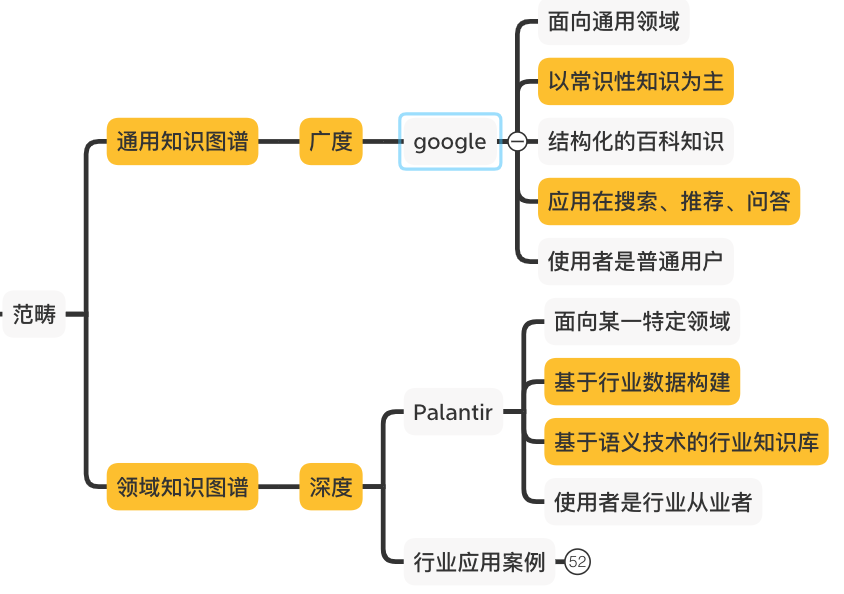 范畴
通用知识图谱
广度
google
面向通用领域
以常识性知识为主
结构化的百科知识
应用在搜索、推荐、问答
使用者是普通用户
领域知识图谱
深度
Palantir
面向某一特定领域
基于行业数据构建
基于语义技术的行业知识库
使用者是行业从业者
行业应用案例
52